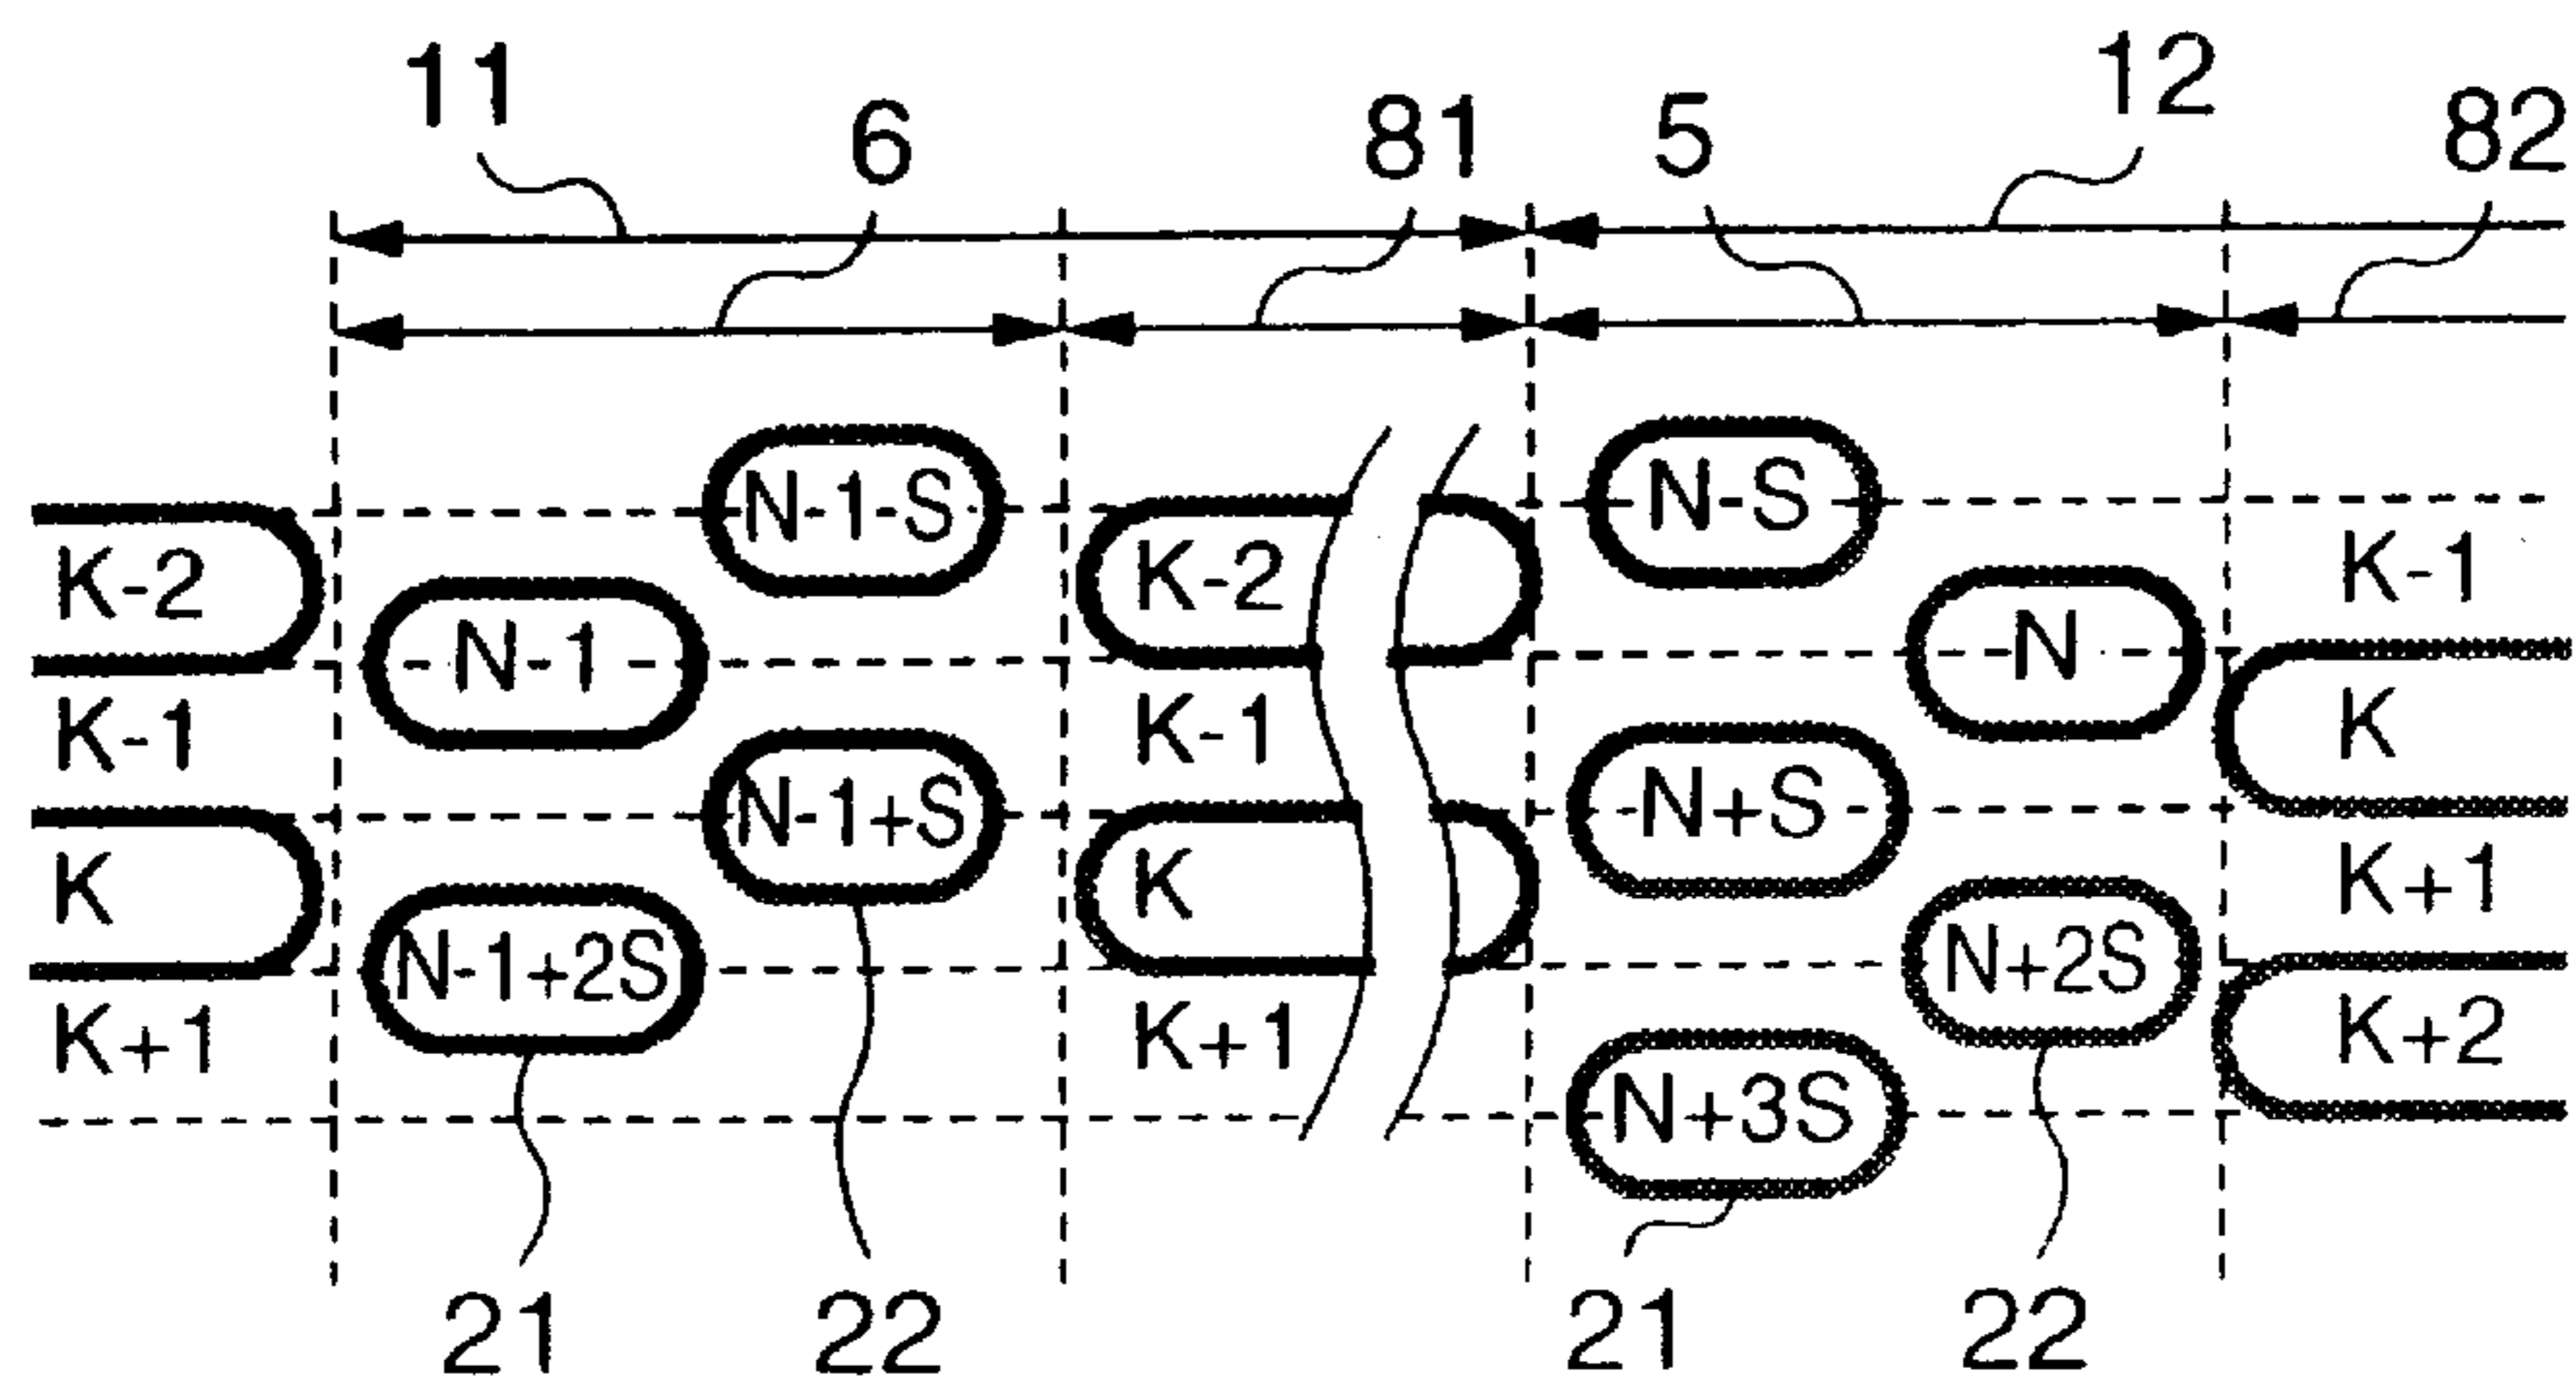 11 6 81 5 12 82
N-1-S N-S
K-2 K-2 K-1
N-1 N
K-1 K-1 K
N-1+S N+S
K K K+1
N-1+2S N+2S
K+1 K+1 K+2
N+3S
21 22 21 22